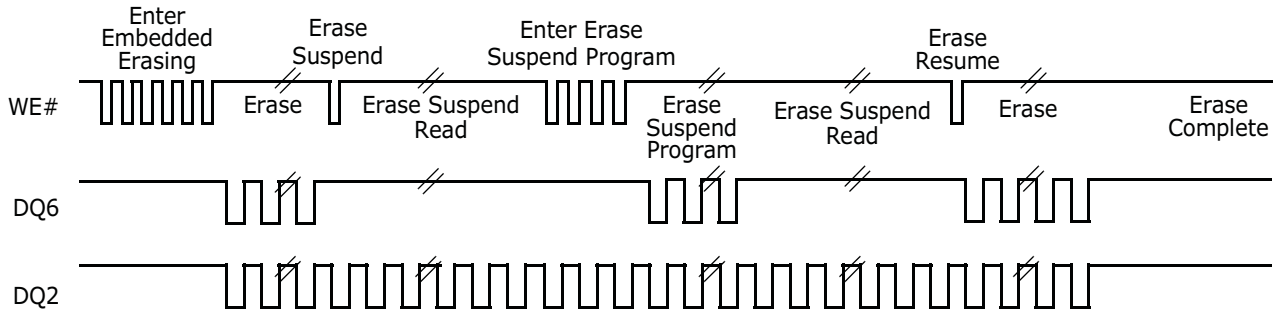 Enter
Embedded
Erasing
Erase
Suspend
Enter Erase
Suspend Program
Erase
Resume
WE#
Erase
Erase Suspend
Read
Erase
Suspend
Program
Erase Suspend
Read
Erase
Erase
Complete
DQ6
DQ2